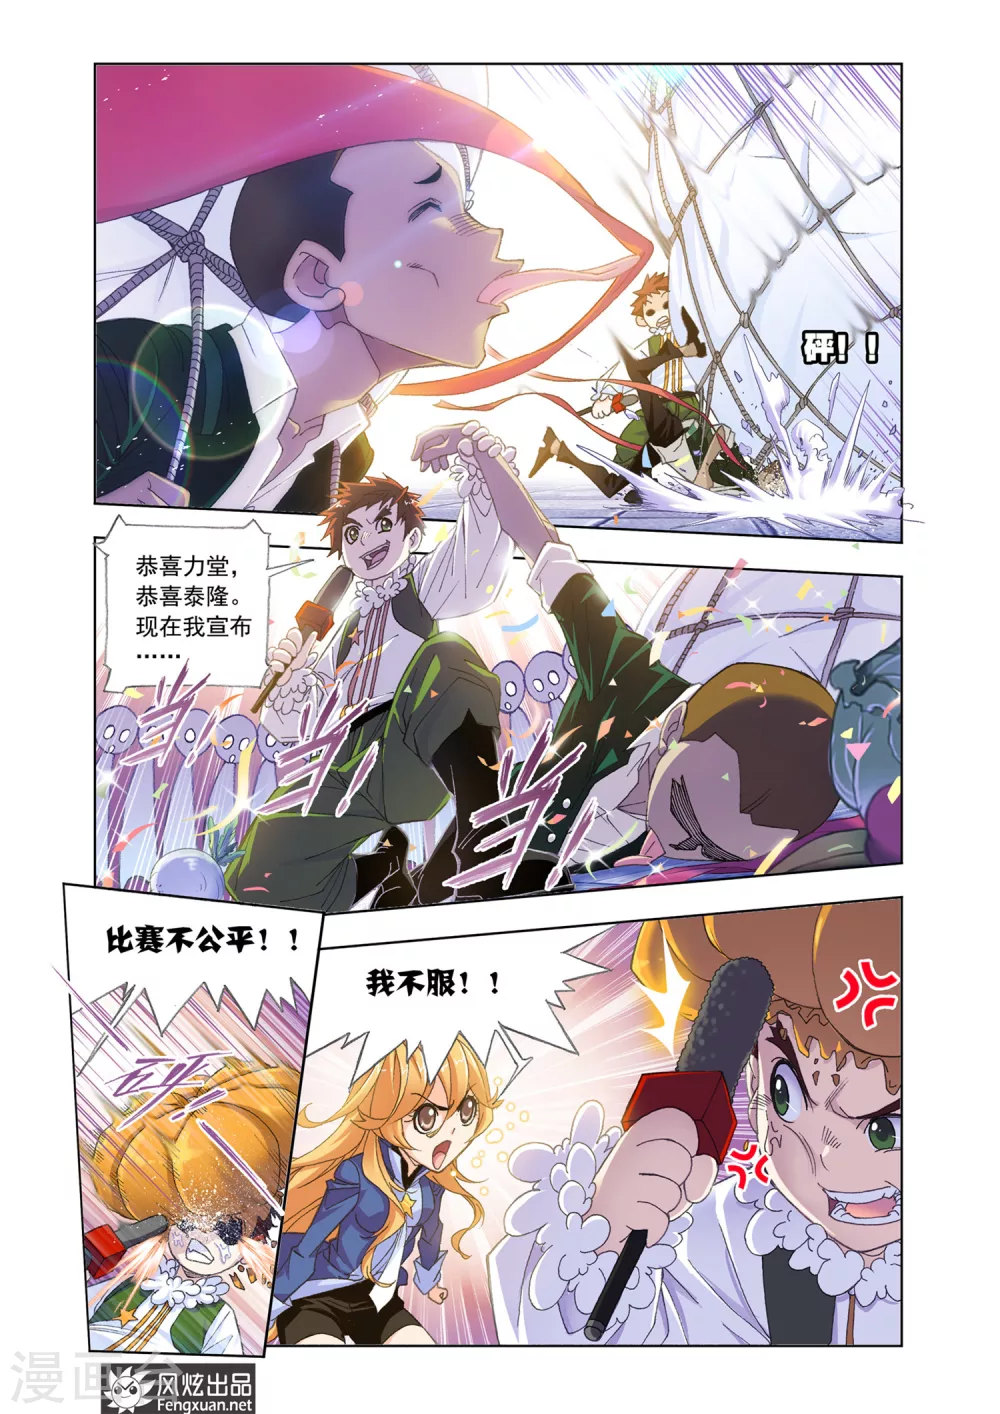 砰！！
恭喜力堂，
恭喜泰隆。
现在我宣布
……
当！
当！
当！
比赛不公平！！
我不服！！
漫画台
风炫出品
Fengxuan.net